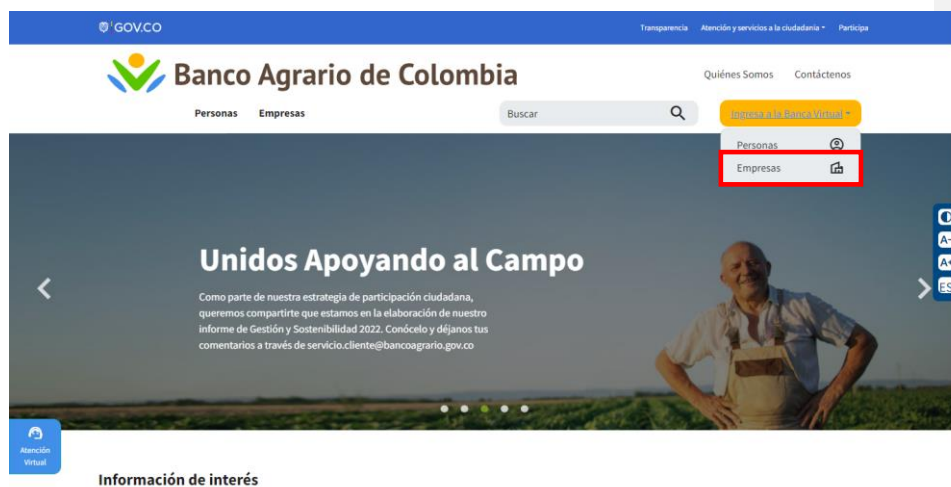 GOV.CO
Transparencia Atención y servicios a la ciudadanía Participa
Banco Agrario de Colombia
Quiénes Somos Contáctenos
Personas Empresas
Buscar
Ingresa a la Banca Virtual
Personas
Empresas
A-
A+
ES
Unidos Apoyando al Campo
Como parte de nuestra estrategia de participación ciudadana,
queremos compartirte que estamos en la elaboración de nuestro
informe de Gestión y Sostenibilidad 2022. Conócelo y déjanos tus
comentarios a través de servicio.cliente@bancoagrario.gov.co
Atención
Virtual
Información de interés